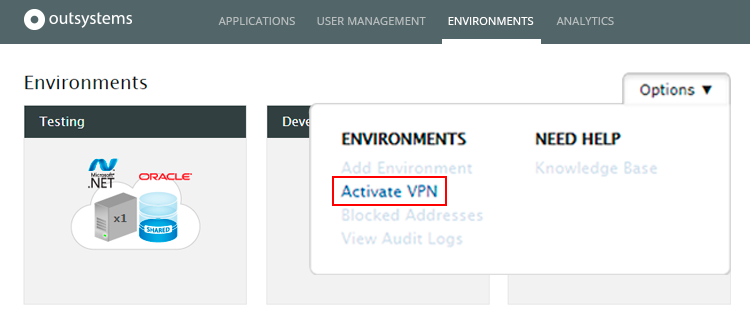 outsystems
APPLICATIONS USER MANAGEMENT ENVIRONMENTS ANALYTICS
Environments
Options ▼
Testing
Microsoft
.NET
ORACLE
x1
SHARED
Deve
ENVIRONMENTS
Add Environment
Activate VPN
Blocked Addresses
View Audit Logs
NEED HELP
Knowledge Base